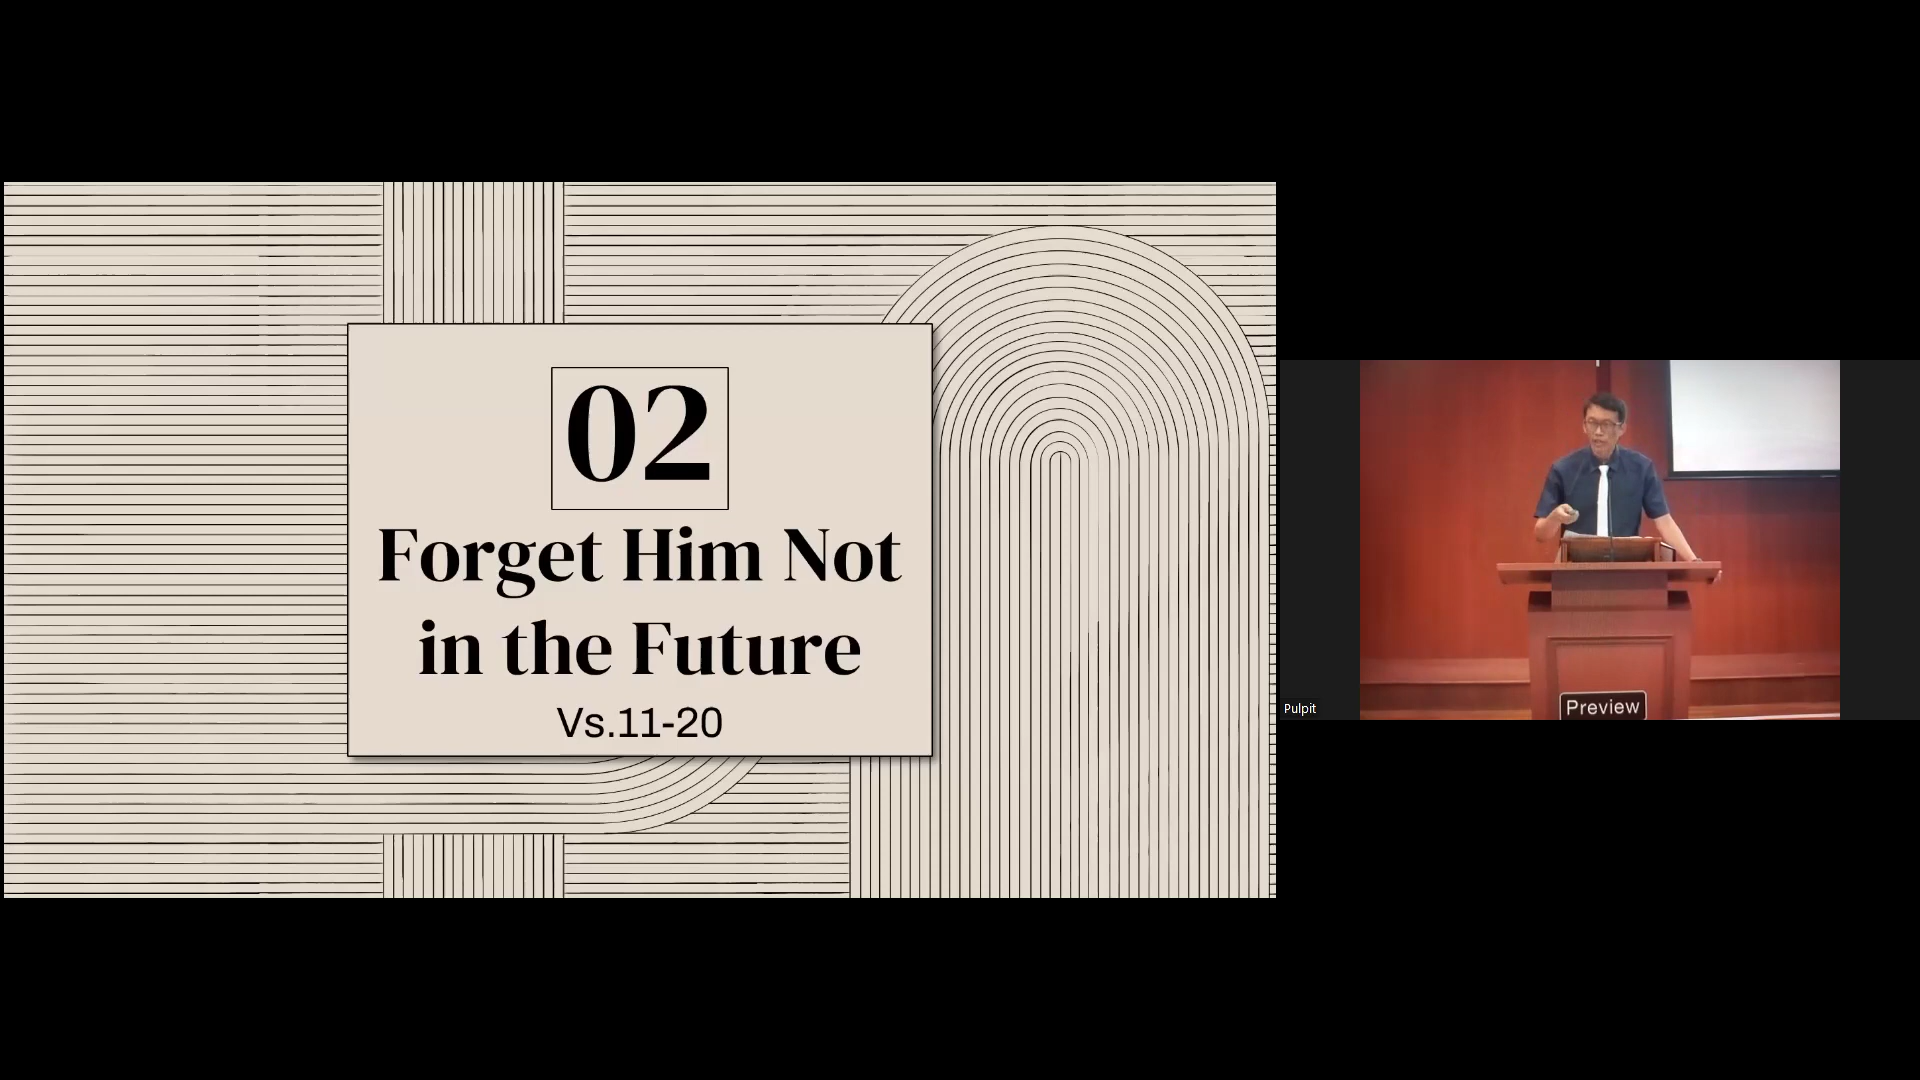 02
Forget Him Not
in the Future
Vs.11-20
Pulpit
Preview